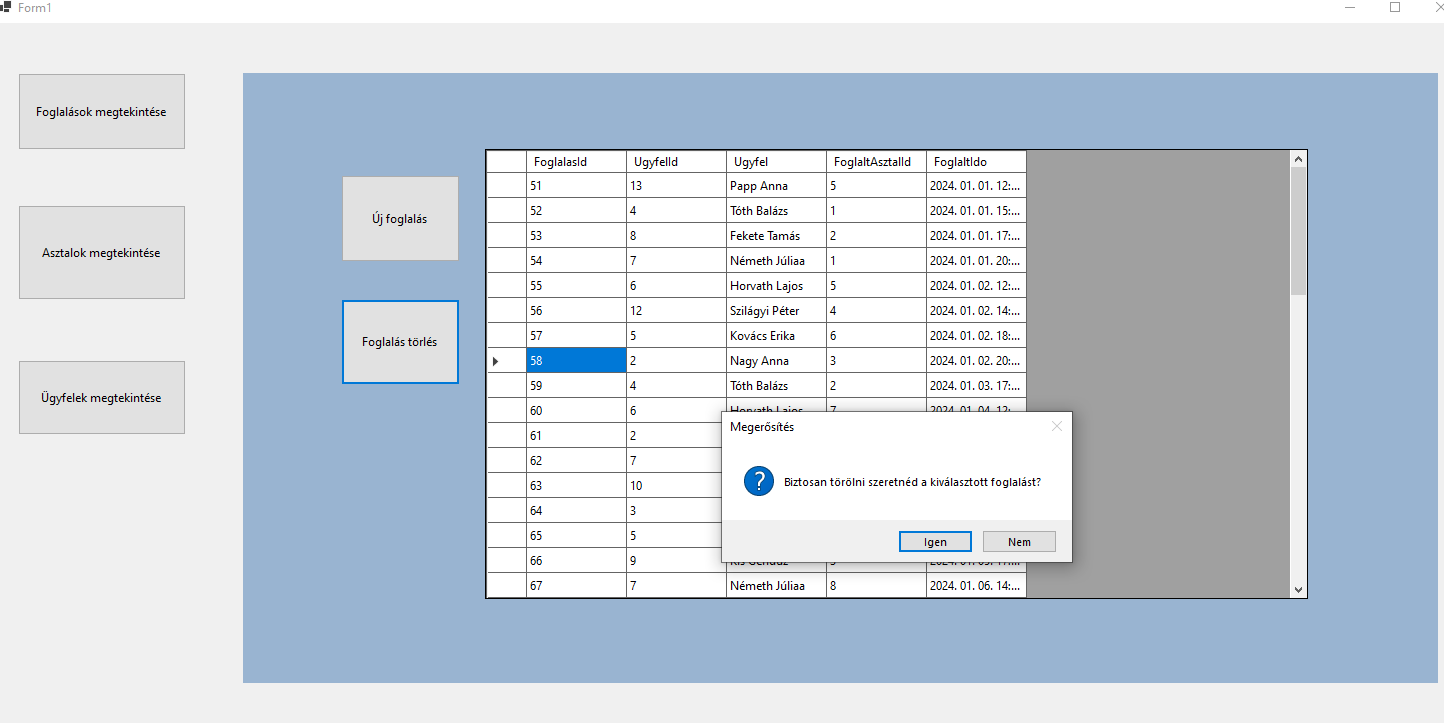 Form1
Foglalások megtekintése
Asztalok megtekintése
Ügyfelek megtekintése
Új foglalás
Foglalás törlés
FoglalasId UgyfelId Ugyfel FoglaltAsztalId FoglaltIdo
51 13 Papp Anna 5 2024. 01. 01. 12:...
52 4 Tóth Balázs 1 2024. 01. 01. 15:...
53 8 Fekete Tamás 2 2024. 01. 01. 17:...
54 7 Németh Júliaa 1 2024. 01. 01. 20:...
55 6 Horvath Lajos 5 2024. 01. 02. 12:...
56 12 Szilágyi Péter 4 2024. 01. 02. 14:...
57 5 Kovács Erika 6 2024. 01. 02. 18:...
58 2 Nagy Anna 3 2024. 01. 02. 20:...
59 4 Tóth Balázs 2 2024. 01. 03. 17:...
60 6 Horvath Lajos 7 2024. 01. 04. 12:...
61 2
62 7
63 10
64 3
65 5
66 9
67 7 Németh Júliaa 8 2024. 01. 06. 14:...
Megerősítés
Biztosan törölni szeretnéd a kiválasztott foglalást?
Igen Nem